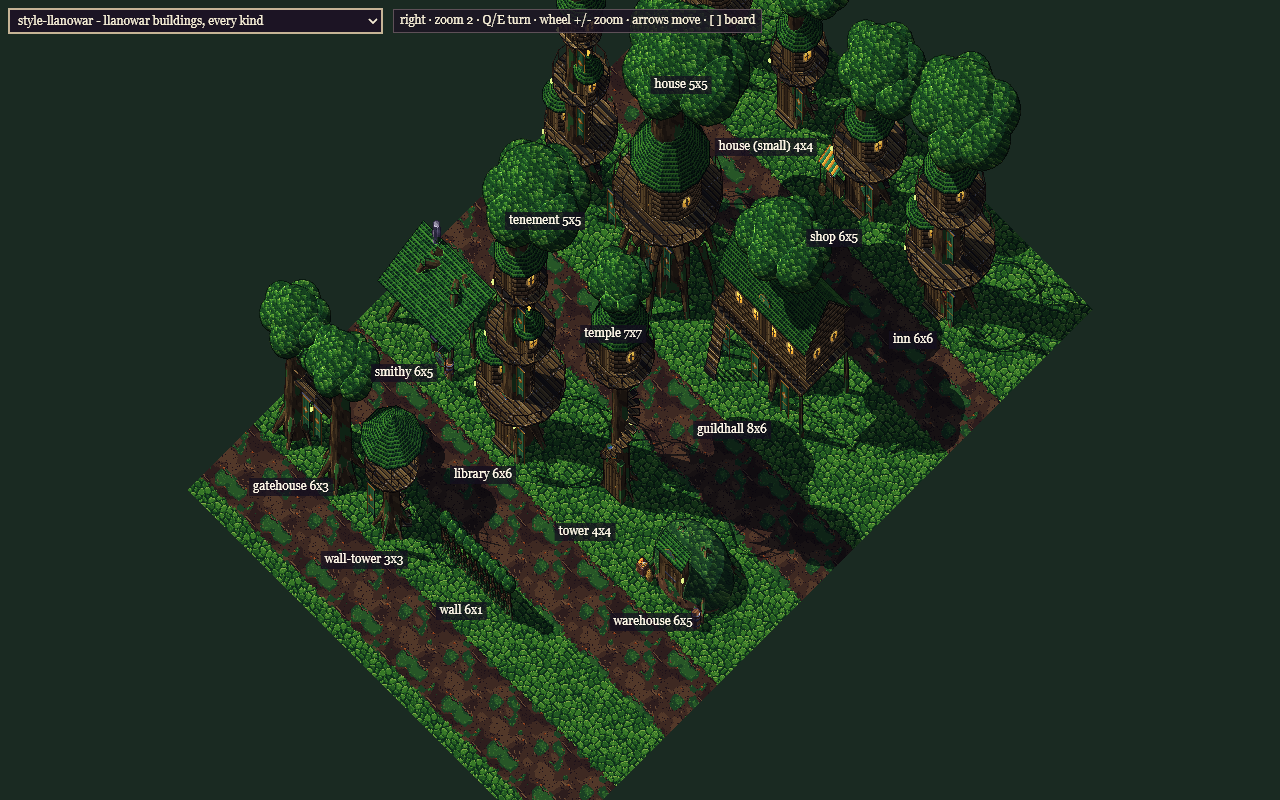 style-llanowar - llanowar buildings, every kind
right · zoom 2 · Q/E turn · wheel +/- zoom · arrows move · [ ] board
house 5x5
house (small) 4x4
tenement 5x5
shop 6x5
temple 7x7
inn 6x6
smithy 6x5
guildhall 8x6
library 6x6
gatehouse 6x3
tower 4x4
wall-tower 3x3
wall 6x1
warehouse 6x5